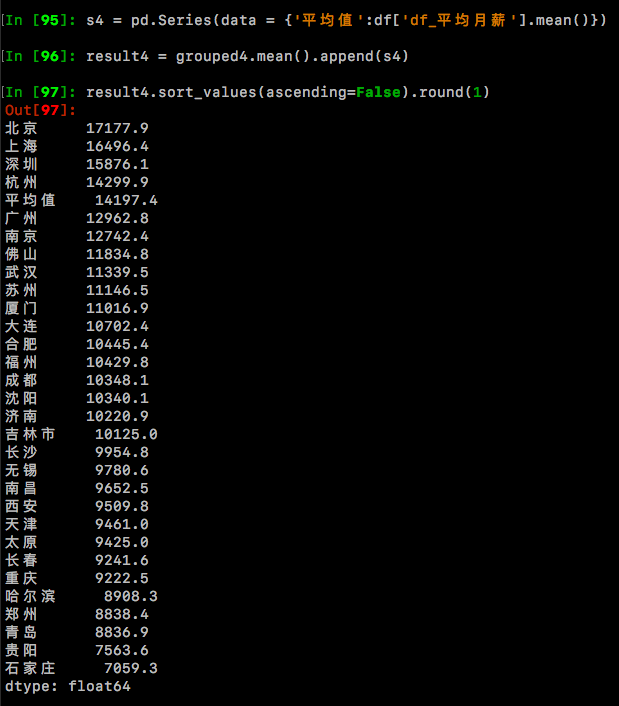 In [95]: s4 = pd.Series(data = {'平均值':df['df_平均月薪'].mean()})
In [96]: result4 = grouped4.mean().append(s4)
In [97]: result4.sort_values(ascending=False).round(1)
Out[97]:
北京 17177.9
上海 16496.4
深圳 15876.1
杭州 14299.9
平均值 14197.4
广州 12962.8
南京 12742.4
佛山 11834.8
武汉 11339.5
苏州 11146.5
厦门 11016.9
大连 10702.4
合肥 10445.4
福州 10429.8
成都 10348.1
沈阳 10340.1
济南 10220.9
吉林市 10125.0
长沙 9954.8
无锡 9780.6
南昌 9652.5
西安 9509.8
天津 9461.0
太原 9425.0
长春 9241.6
重庆 9222.5
哈尔滨 8908.3
郑州 8838.4
青岛 8836.9
贵阳 7563.6
石家庄 7059.3
dtype: float64